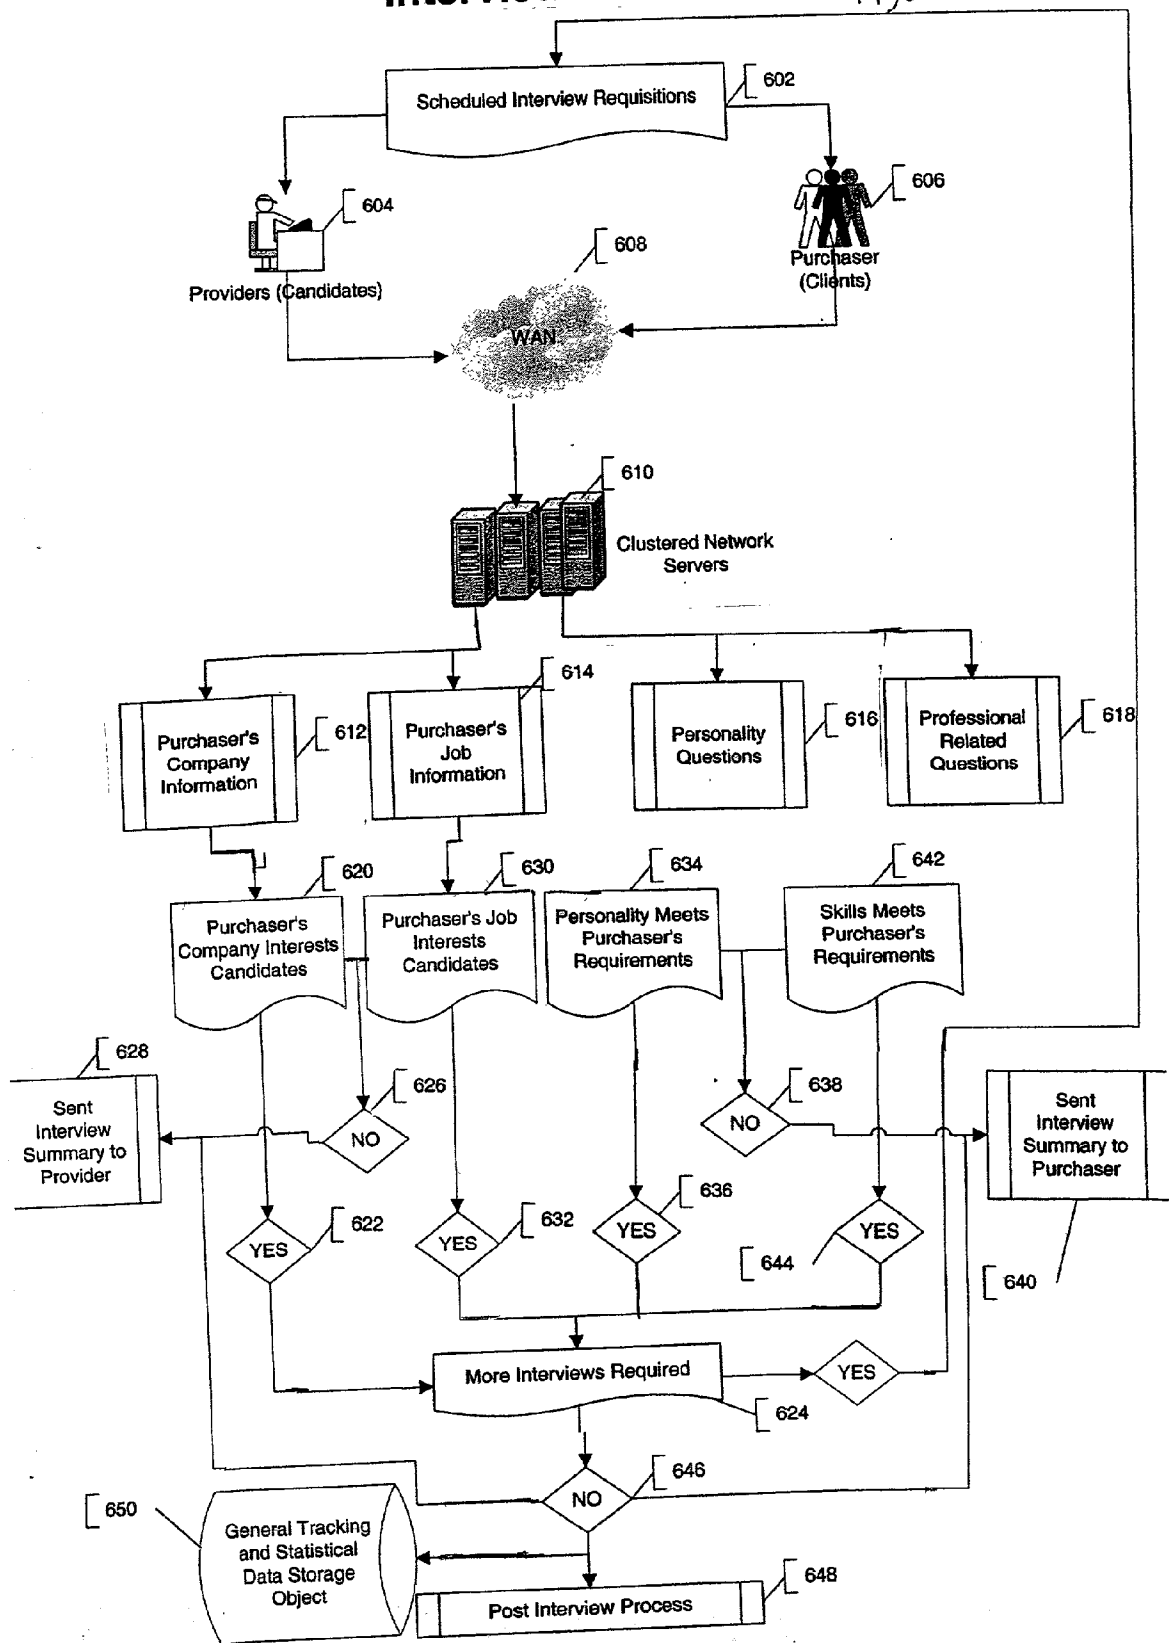 602
Scheduled Interview Requisitions
604
606
608
Providers (Candidates)
Purchaser
(Clients)
WAN
610
Clustered Network
Servers
612
614
616
618
Purchaser's
Company
Information
Purchaser's
Job
Information
Personality
Questions
Professional
Related
Questions
620
630
634
642
Purchaser's
Company Interests
Candidates
Purchaser's Job
Interests
Candidates
Personality Meets
Purchaser's
Requirements
Skills Meets
Purchaser's
Requirements
628
626
638
Sent
Interview
Summary to
Provider
NO
NO
Sent
Interview
Summary to
Purchaser
622
632
636
644
640
YES
YES
YES
YES
More Interviews Required
YES
624
646
NO
650
General Tracking
and Statistical
Data Storage
Object
648
Post Interview Process